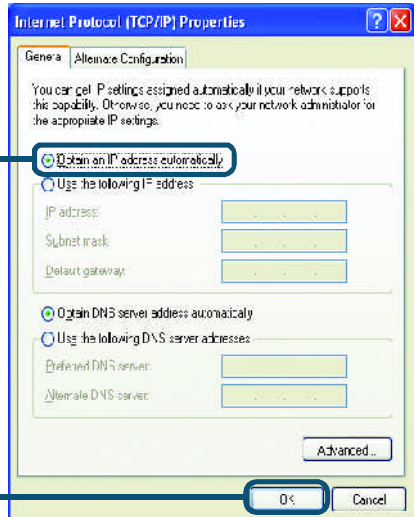 Internet Protocol (TCP/IP) Properties
General
Alternate Configuration
You can get IP settings assigned automatically if your network supports
this capability. Otherwise, you need to ask your network administrator for
the appropriate IP settings.
Obtain an IP address automatically
Use the following IP address
IP address:
Subnet mask
Default gateway:
Obtain DNS server address automatically
Use the following DNS server addresses
Preferred DNS server:
Alternate DNS server:
Advanced...
OK
Cancel